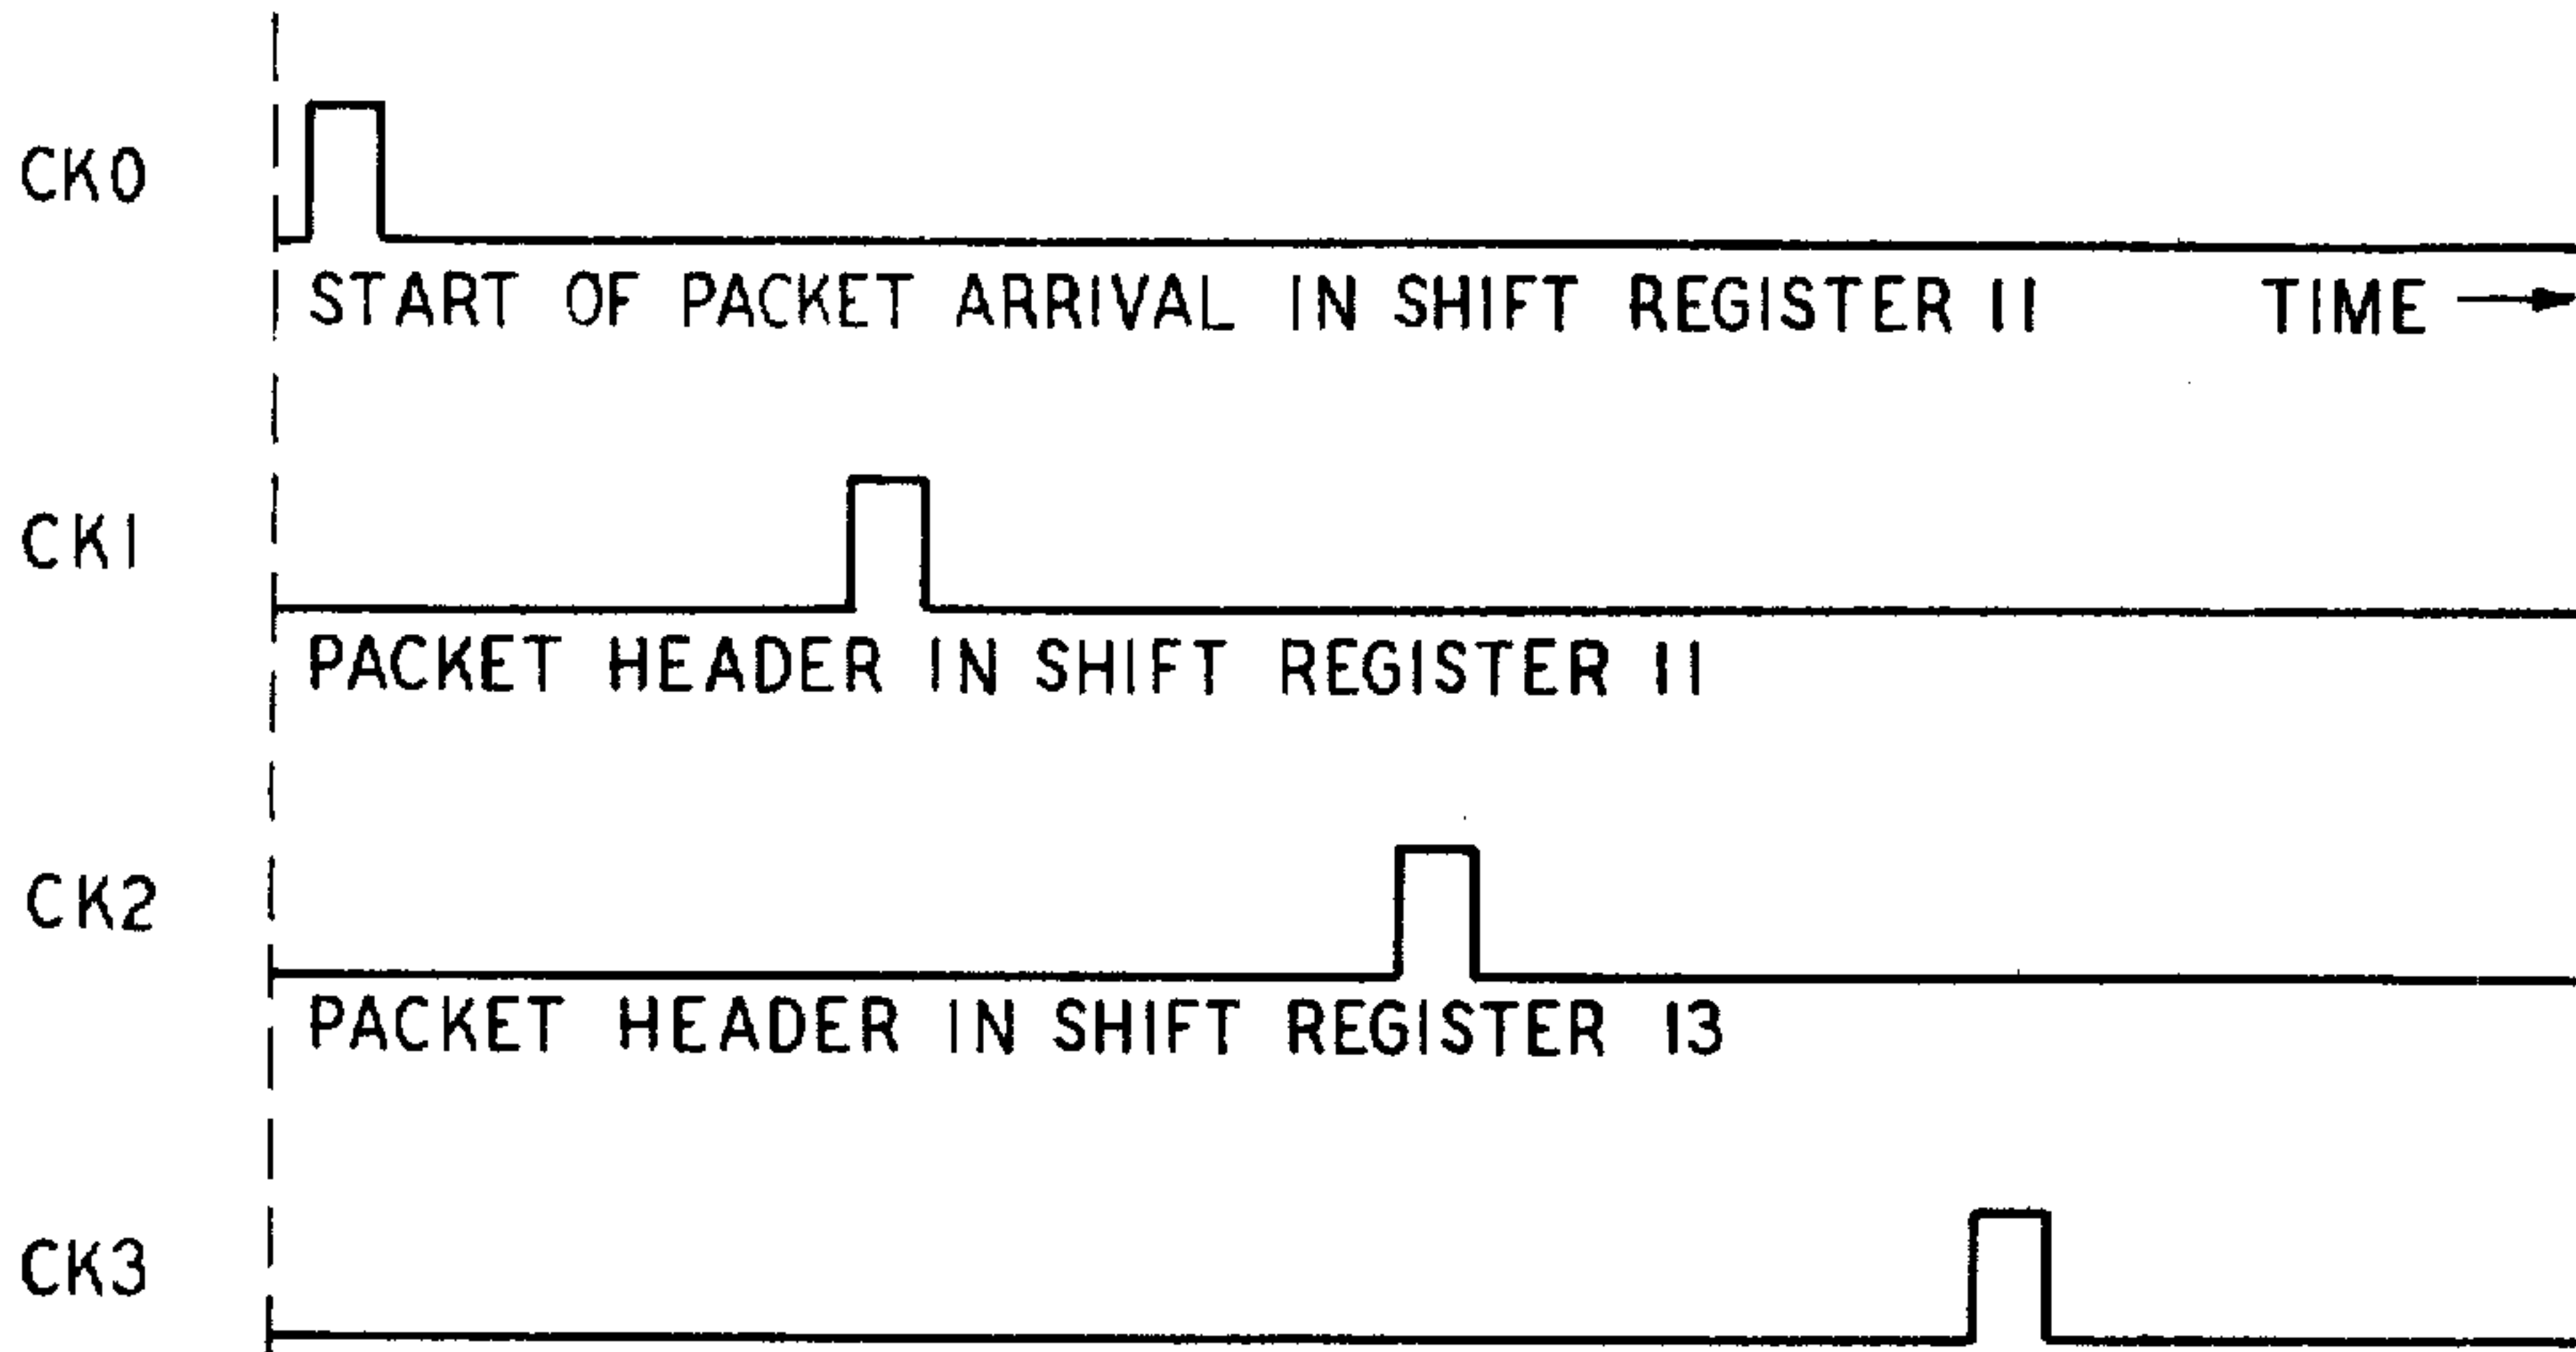 CK0
START OF PACKET ARRIVAL IN SHIFT REGISTER 11 TIME
CK1
PACKET HEADER IN SHIFT REGISTER 11
CK2
PACKET HEADER IN SHIFT REGISTER 13
CK3